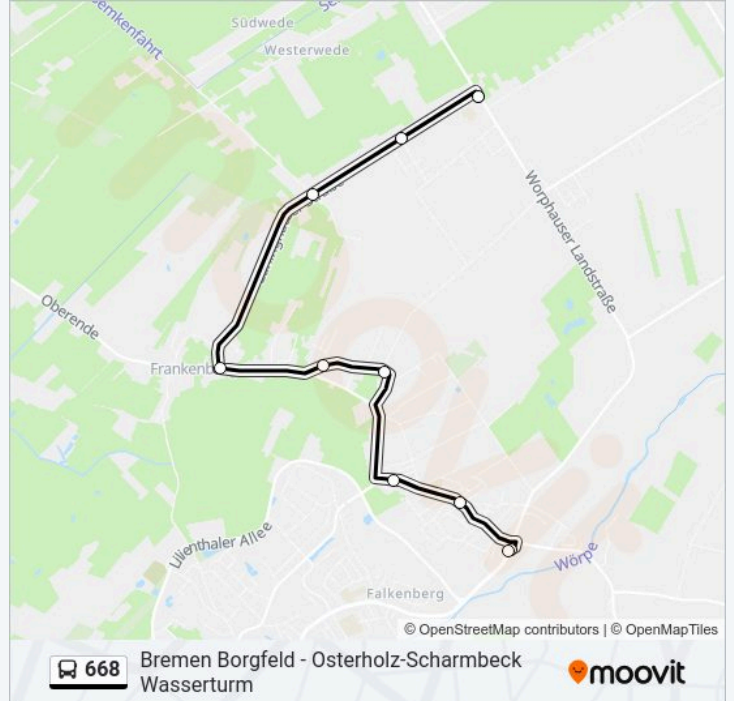 Südwede
Westerwede
Worphauser Landstraße
Oberende
Lilienthaler Allee
Falkenberg
Wörpe
© OpenStreetMap contributors | © OpenMapTiles
668
Bremen Borgfeld - Osterholz-Scharmbeck
Wasserturm
moovit